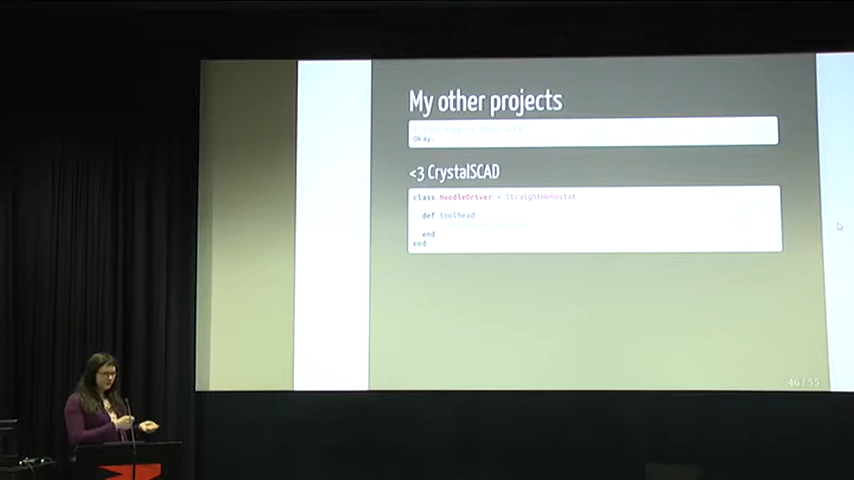 My other projects
Okay.
<3 CrystalSCAD
class NeedleDriver < StraightHemostat
def toolhead
end
end
46 / 55